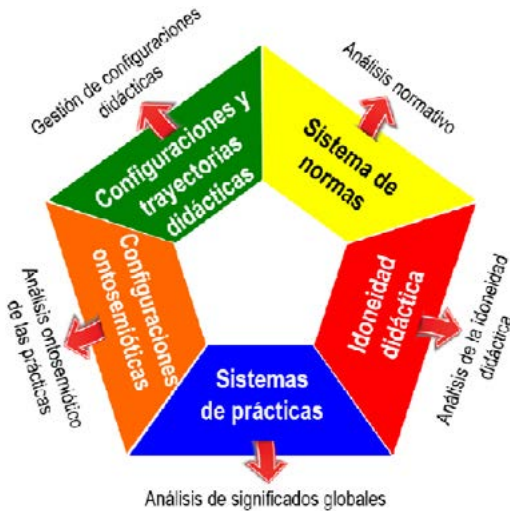 Gestión de configuraciones
didácticas
Configuraciones y
trayectorias
didácticas
Análisis normativo
Sistema de
normas
Análisis ontosemiótico
de las prácticas
Configuraciones
ontosemióticas
Idoneidad
didáctica
Análisis de la idoneidad
didáctica
Sistemas
de prácticas
Análisis de significados globales